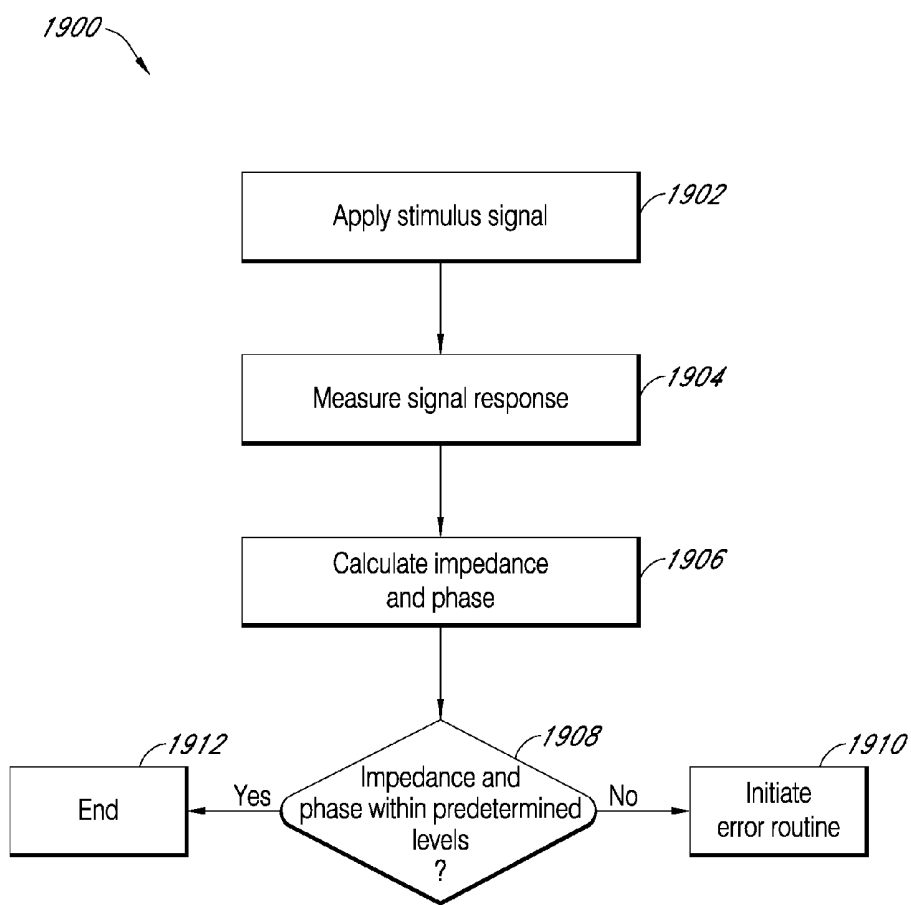 1900
Apply stimulus signal
1902
Measure signal response
1904
Calculate impedance
and phase
1906
1908
Impedance and
phase within predetermined
levels
?
Yes
No
1912
End
1910
Initiate
error routine